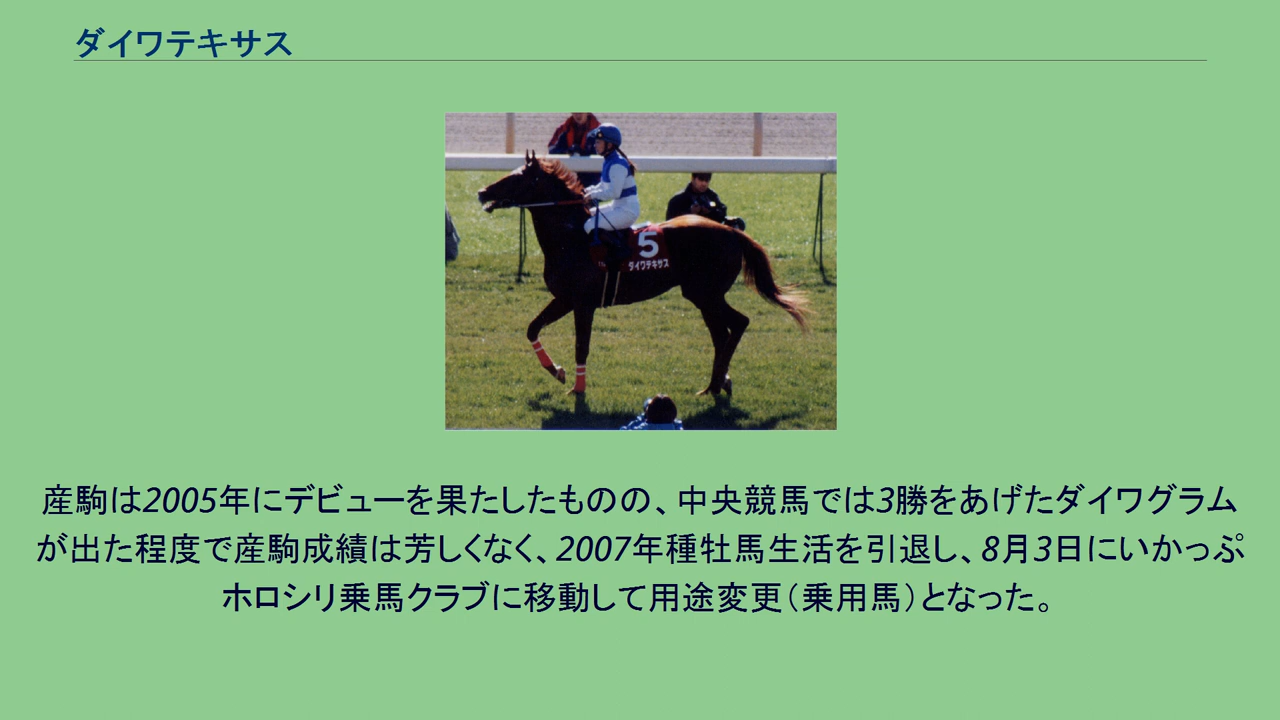 ダイワテキサス
5
ダイワテキサス
産駒は2005年にデビューを果たしたものの、中央競馬では3勝をあげたダイワグラム
が出た程度で産駒成績は芳しくなく、2007年種牡馬生活を引退し、8月3日にいかっぷ
ホロシリ乗馬クラブに移動して用途変更（乗用馬）となった。